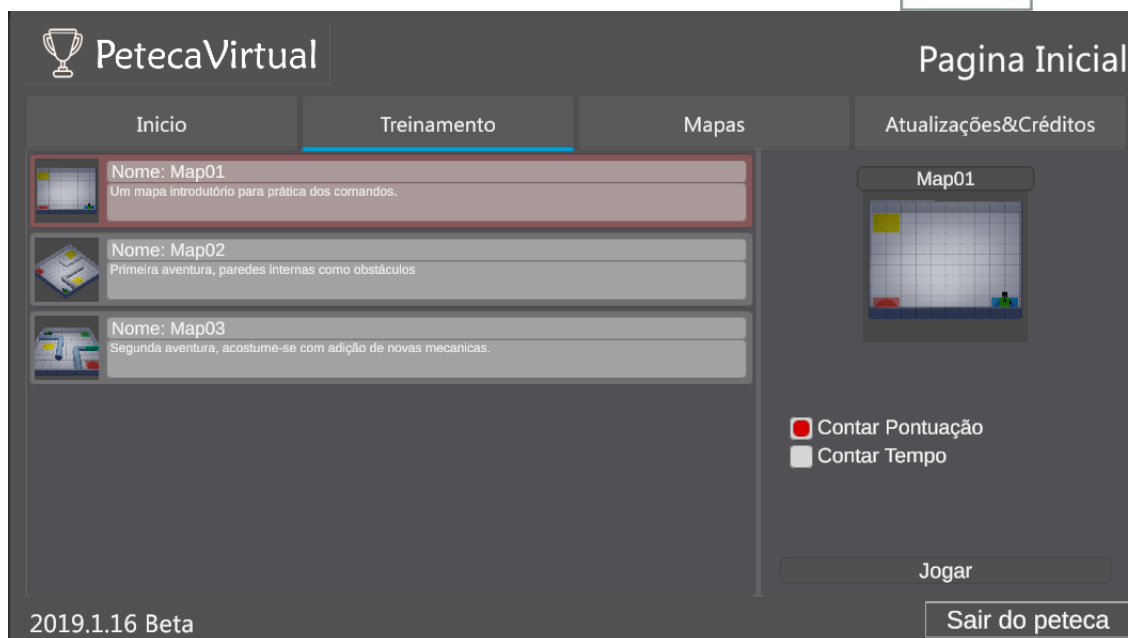 PetecaVirtual
Pagina Inicial
Inicio
Treinamento
Mapas
Atualizações&Créditos
Nome: Map01
Um mapa introdutório para prática dos comandos.
Nome: Map02
Primeira aventura, paredes internas como obstáculos
Nome: Map03
Segunda aventura, acostume-se com adição de novas mecanicas.
Map01
Contar Pontuação
Contar Tempo
Jogar
2019.1.16 Beta
Sair do peteca